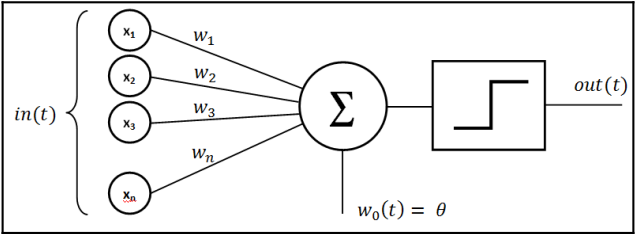 x₁
w₁
x₂
w₂
x₃
w₃
xₙ
wₙ
in(t)
Σ
out(t)
w₀(t) = θ